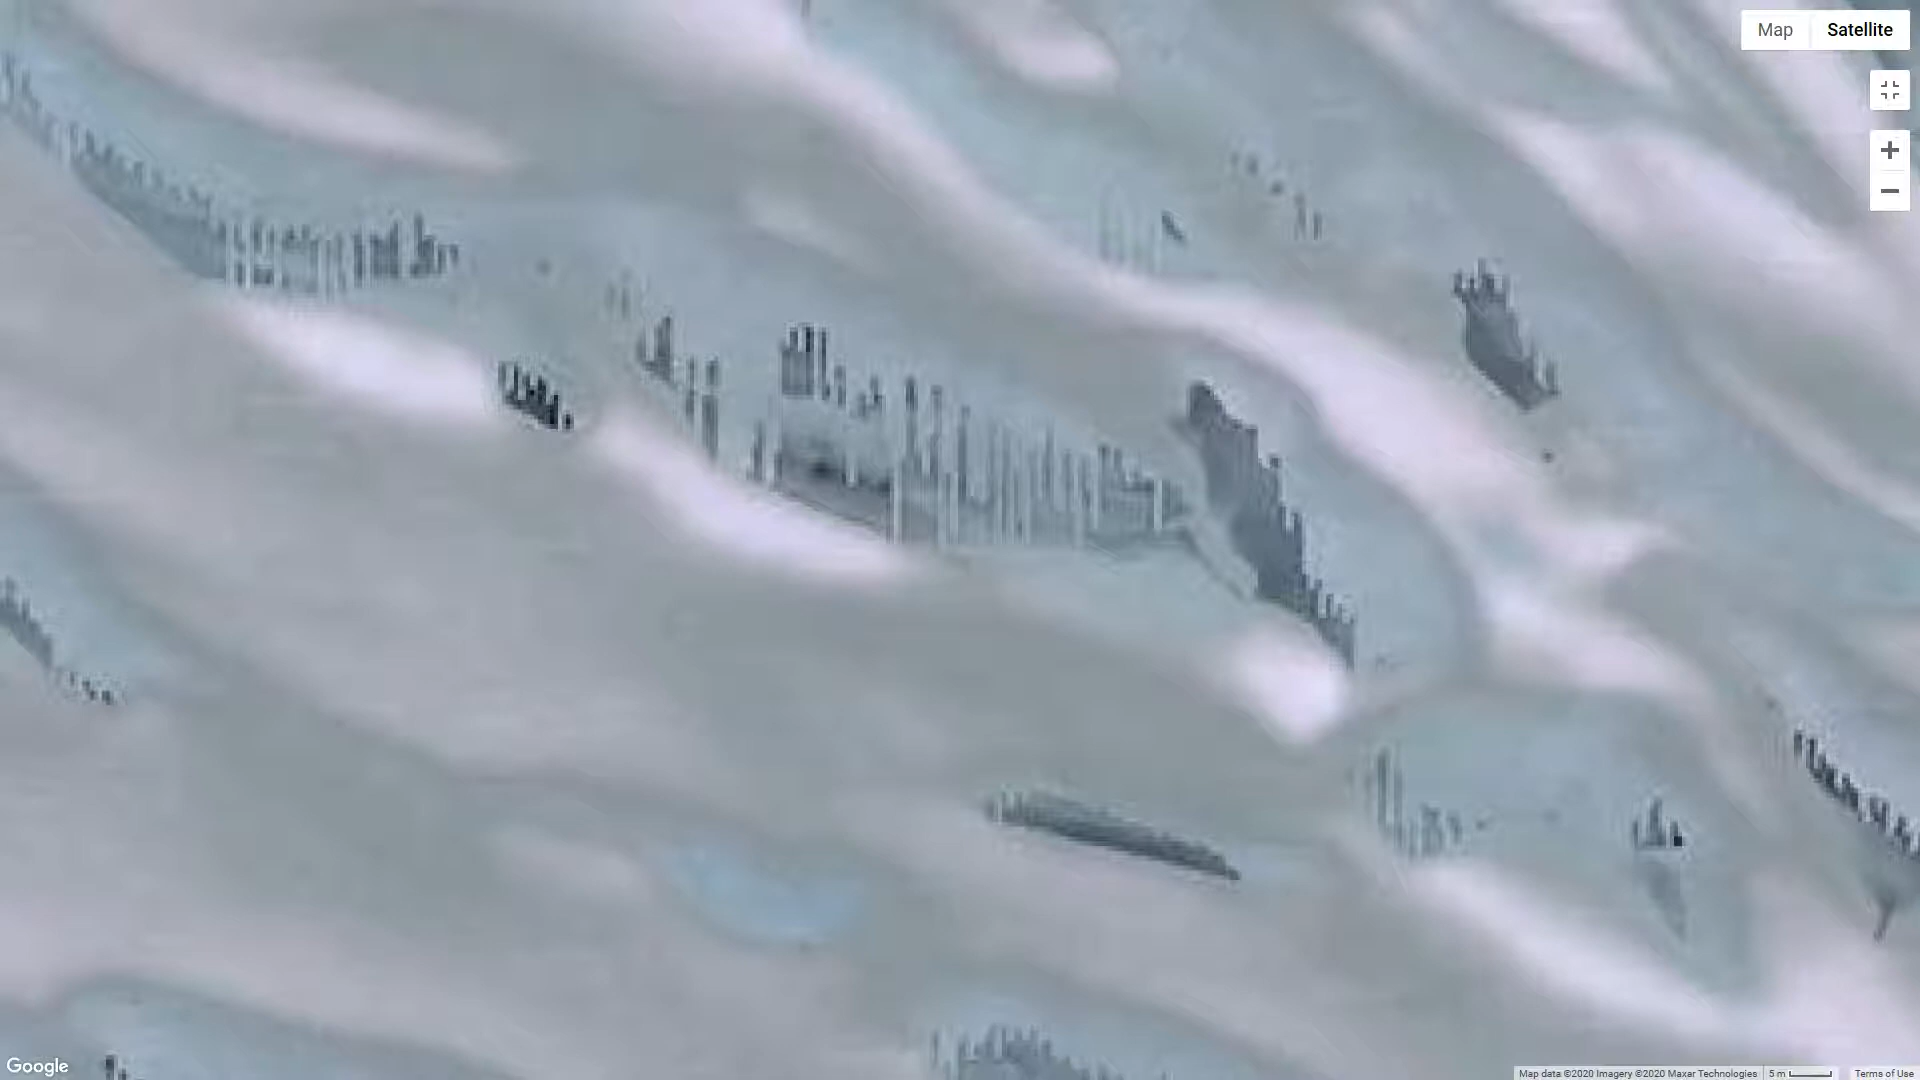 Map Satellite
+
−
Google
Map data ©2020 Imagery ©2020 Maxar Technologies 5 m Terms of Use